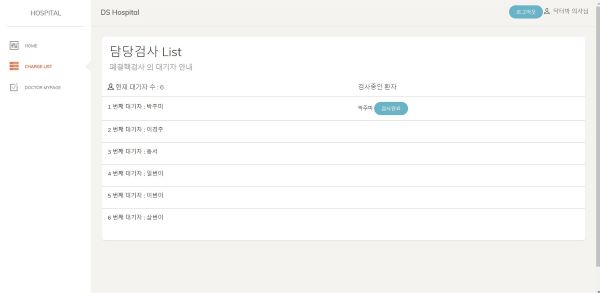 HOSPITAL
DS Hospital
로그아웃
닥터박 의사님
HOME
CHARGE LIST
DOCTOR MYPAGE
담당검사 List
폐결핵검사 의 대기자 안내
현재 대기자 수 : 6
검사중인 환자
1 번째 대기자 : 박주미
박주미 검사완료
2 번째 대기자 : 이정주
3 번째 대기자 : 동석
4 번째 대기자 : 일번이
5 번째 대기자 : 이번이
6 번째 대기자 : 삼번이